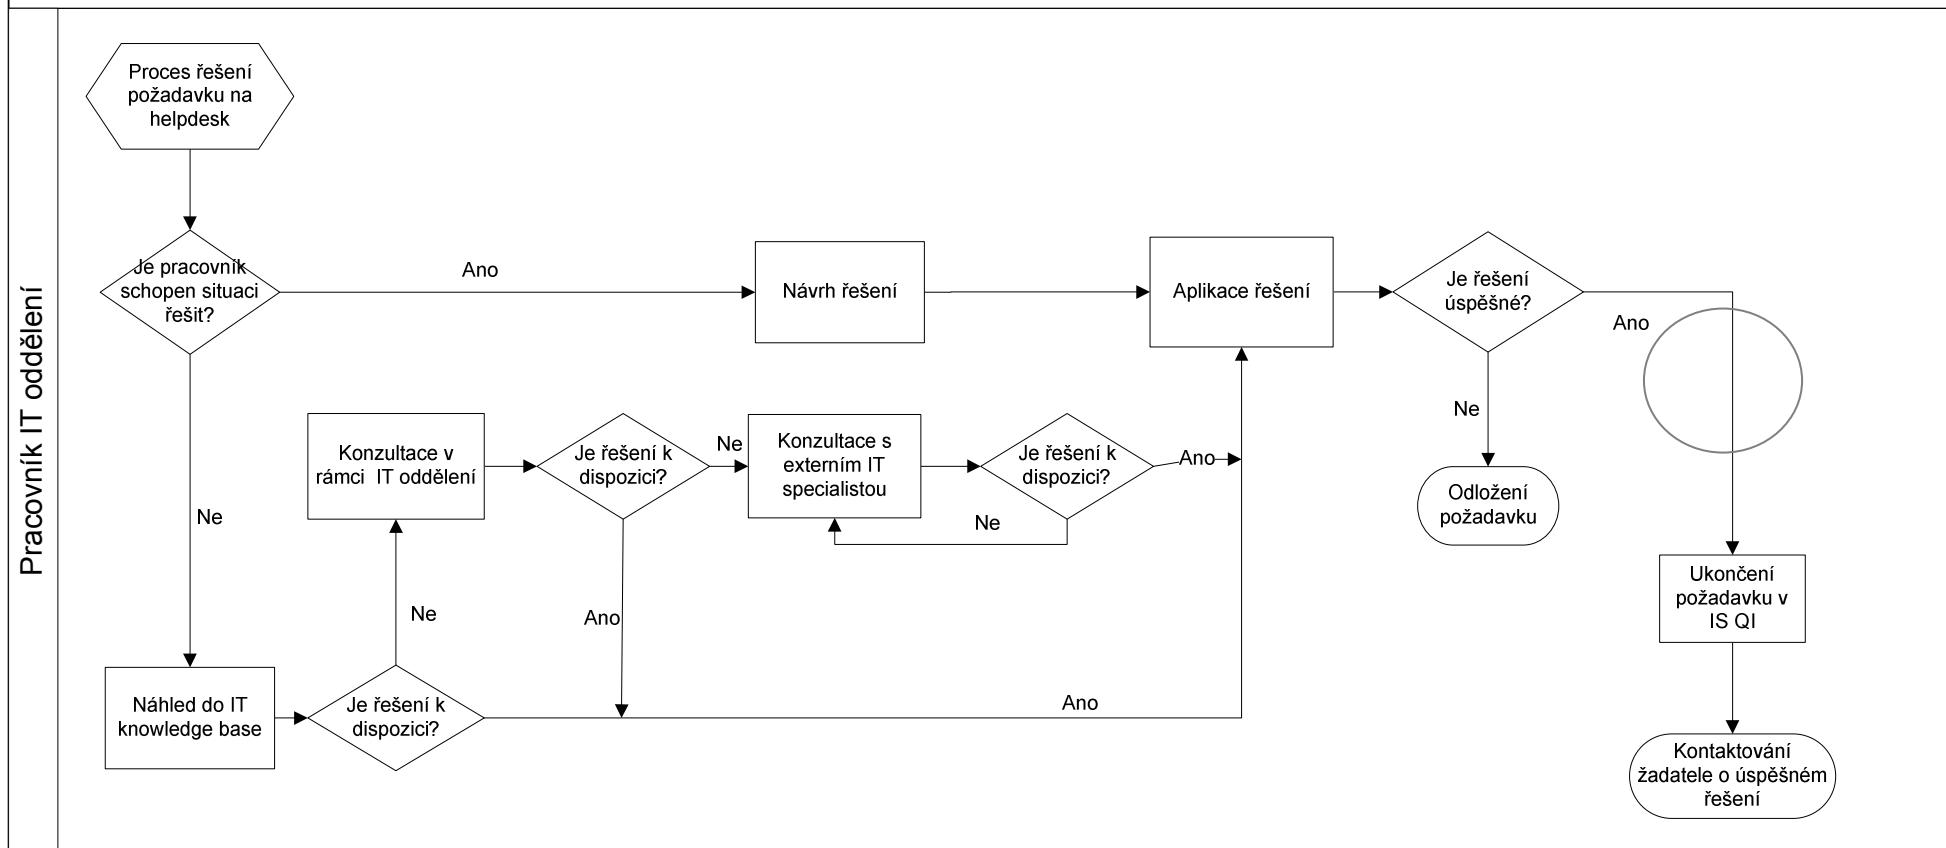 Pracovník IT oddělení
Proces řešení
požadavku na
helpdesk
Je pracovník
schopen situaci
řešit?
Ano
Návrh řešení
Aplikace řešení
Je řešení
úspěšné?
Ano
Ne
Odložení
požadavku
Ne
Konzultace v
rámci  IT oddělení
Je řešení k
dispozici?
Ne
Konzultace s
externím IT
specialistou
Je řešení k
dispozici?
Ano
Ne
Ne
Ano
Náhled do IT
knowledge base
Je řešení k
dispozici?
Ano
Ukončení
požadavku v
IS QI
Kontaktování
žadatele o úspěšném
řešení